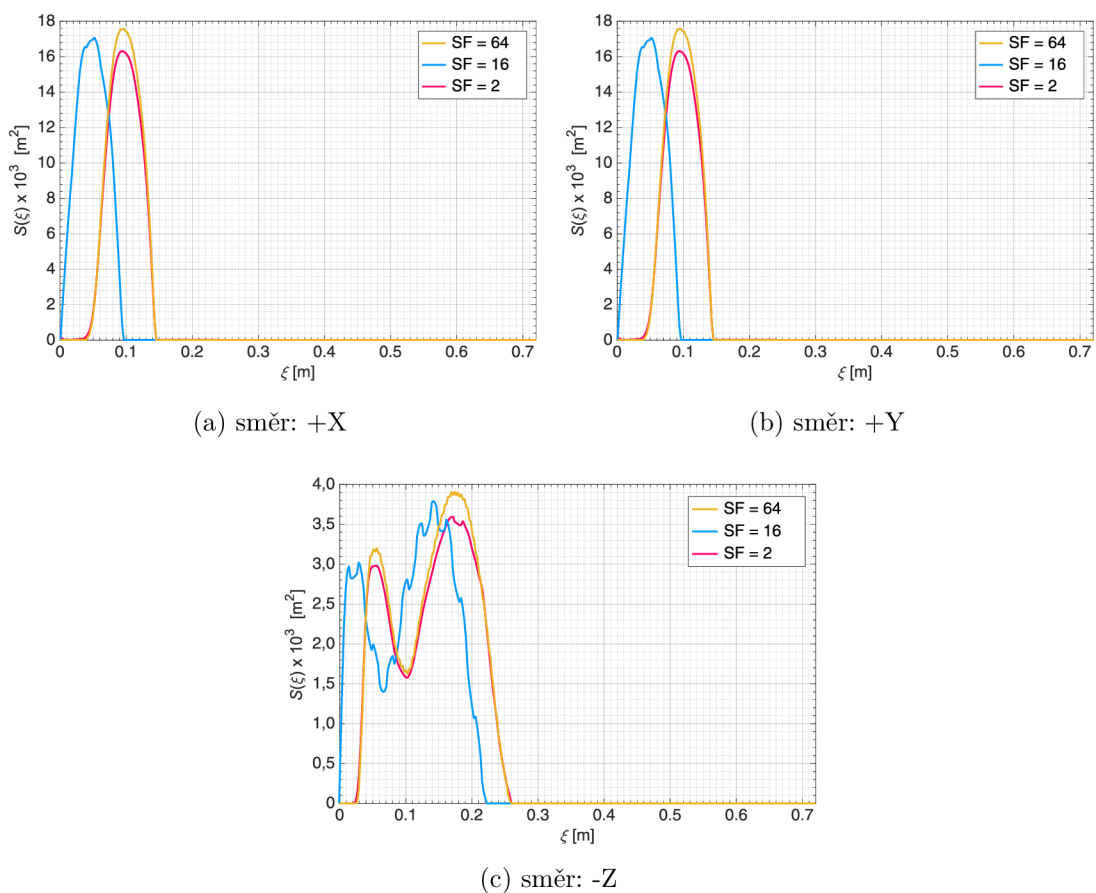 18
16
14
12
10
8
6
4
2
0
S(ξ) x 10³ [m²]
0 0.1 0.2 0.3 0.4 0.5 0.6 0.7
ξ [m]
SF = 64
SF = 16
SF = 2
(a) směr: +X
18
16
14
12
10
8
6
4
2
0
S(ξ) x 10³ [m²]
0 0.1 0.2 0.3 0.4 0.5 0.6 0.7
ξ [m]
SF = 64
SF = 16
SF = 2
(b) směr: +Y
4,0
3,5
3,0
2,5
2,0
1,5
1,0
0,5
0
S(ξ) x 10³ [m²]
0 0.1 0.2 0.3 0.4 0.5 0.6 0.7
ξ [m]
SF = 64
SF = 16
SF = 2
(c) směr: -Z